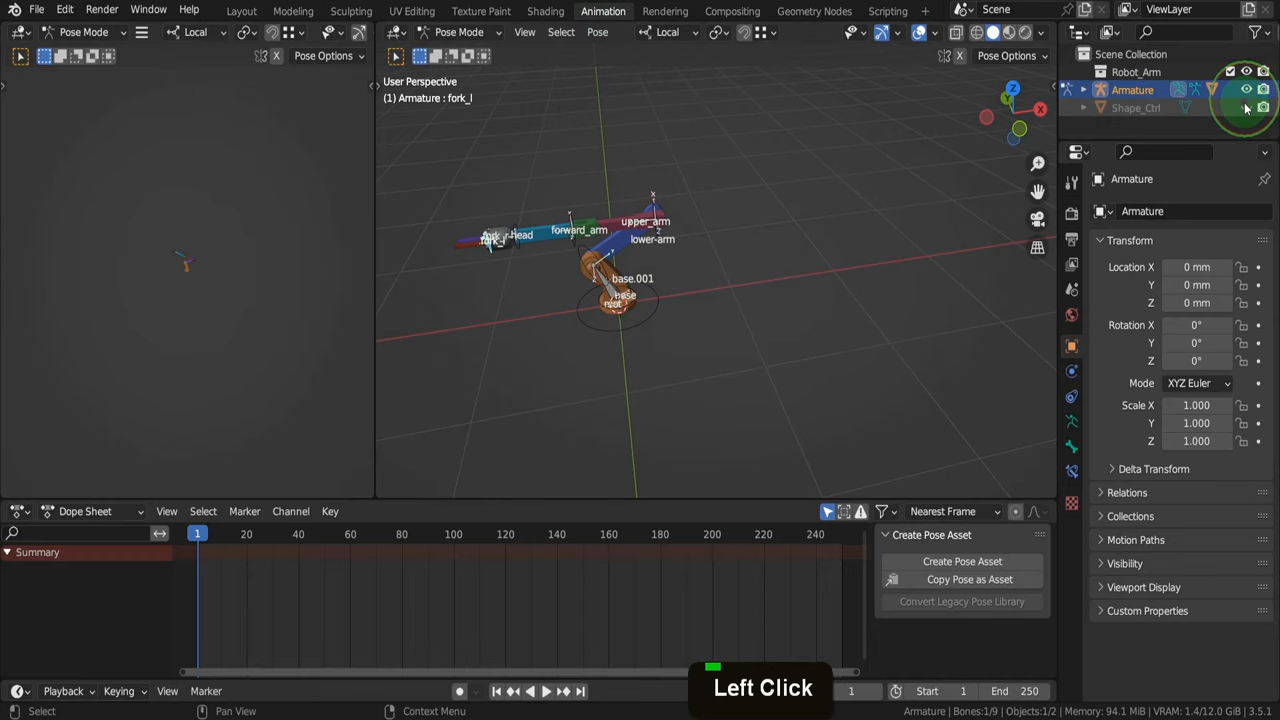 File Edit Render Window Help Layout Modeling Sculpting UV Editing Texture Paint Shading Animation Rendering Compositing Geometry Nodes Scripting + Scene ViewLayer
Pose Mode Local Pose Mode View Select Pose Local
X Pose Options X Pose Options
Scene Collection
User Perspective
Robot_Arm
(1) Armature : fork_l
Armature
Shape_Ctrl
Z
Y
X
Armature
upper_arm
forward_arm
lower-arm
Armature
Transform
Location X 0 mm
Y 0 mm
base.001
base
Z 0 mm
root
Rotation X 0°
Y 0°
Z 0°
Mode XYZ Euler
Scale X 1.000
Y 1.000
Z 1.000
Delta Transform
Relations
Collections
Motion Paths
Visibility
Viewport Display
Custom Properties
Dope Sheet View Select Marker Channel Key Nearest Frame
1 20 40 60 80 100 120 140 160 180 200 220 240
Create Pose Asset
Summary
Create Pose Asset
Copy Pose as Asset
Convert Legacy Pose Library
Left Click
Playback Keying View Marker 1 Start 1 End 250
Select Pan View Context Menu Armature | Bones:1/9 | Objects:1/2 | Memory: 94.1 MiB | VRAM: 1.4/12.0 GiB | 3.5.1